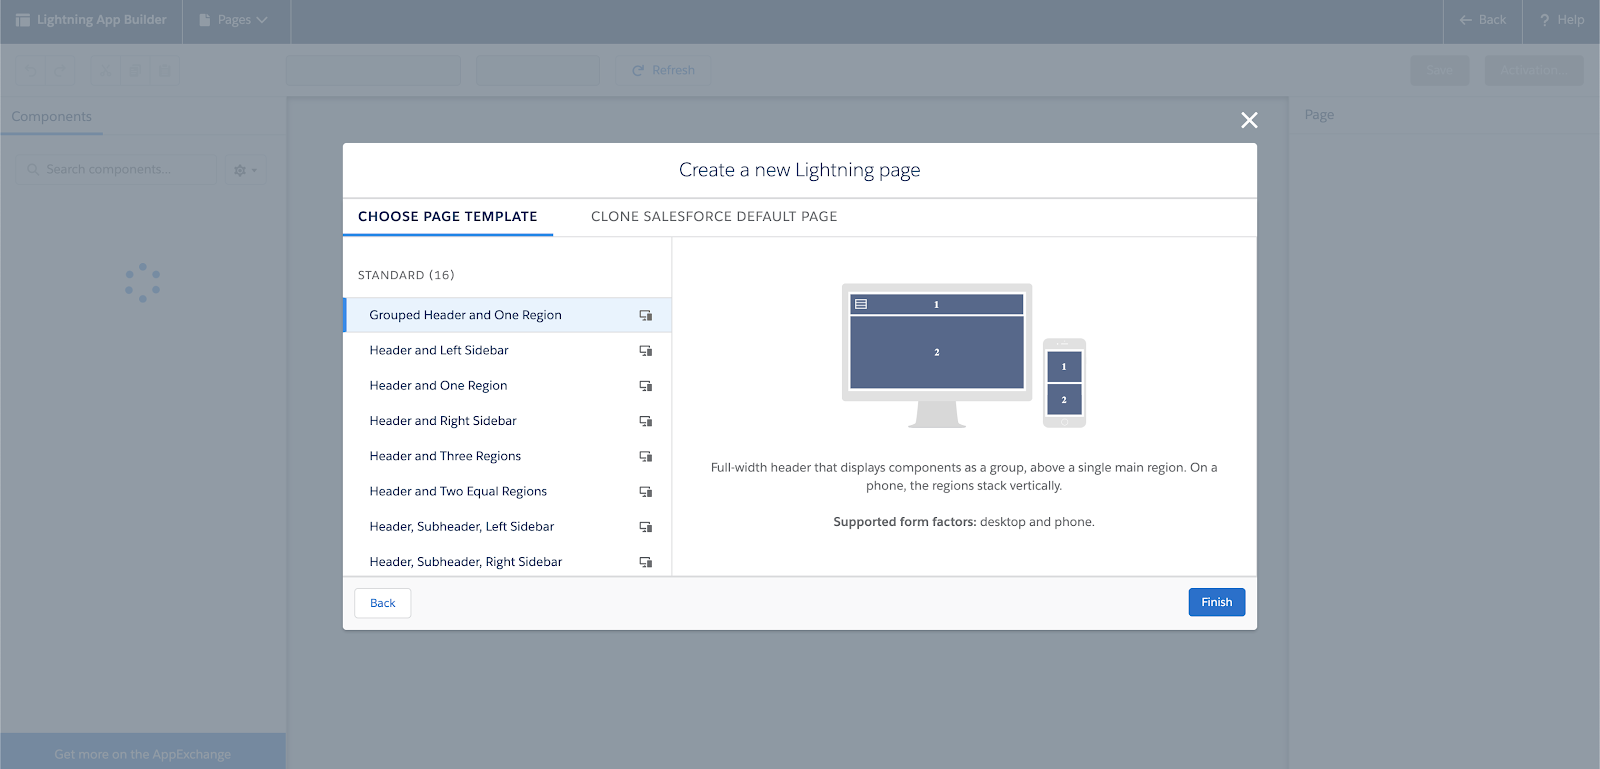 Lightning App Builder
Pages
Back
? Help
Refresh
Save
Activation...
Components
Page
Search components...
Create a new Lightning page
CHOOSE PAGE TEMPLATE
CLONE SALESFORCE DEFAULT PAGE
STANDARD (16)
Grouped Header and One Region
Header and Left Sidebar
Header and One Region
Header and Right Sidebar
Header and Three Regions
Header and Two Equal Regions
Header, Subheader, Left Sidebar
Header, Subheader, Right Sidebar
1
2
1
2
Full-width header that displays components as a group, above a single main region. On a
phone, the regions stack vertically.
Supported form factors: desktop and phone.
Back
Finish
Get more on the AppExchange